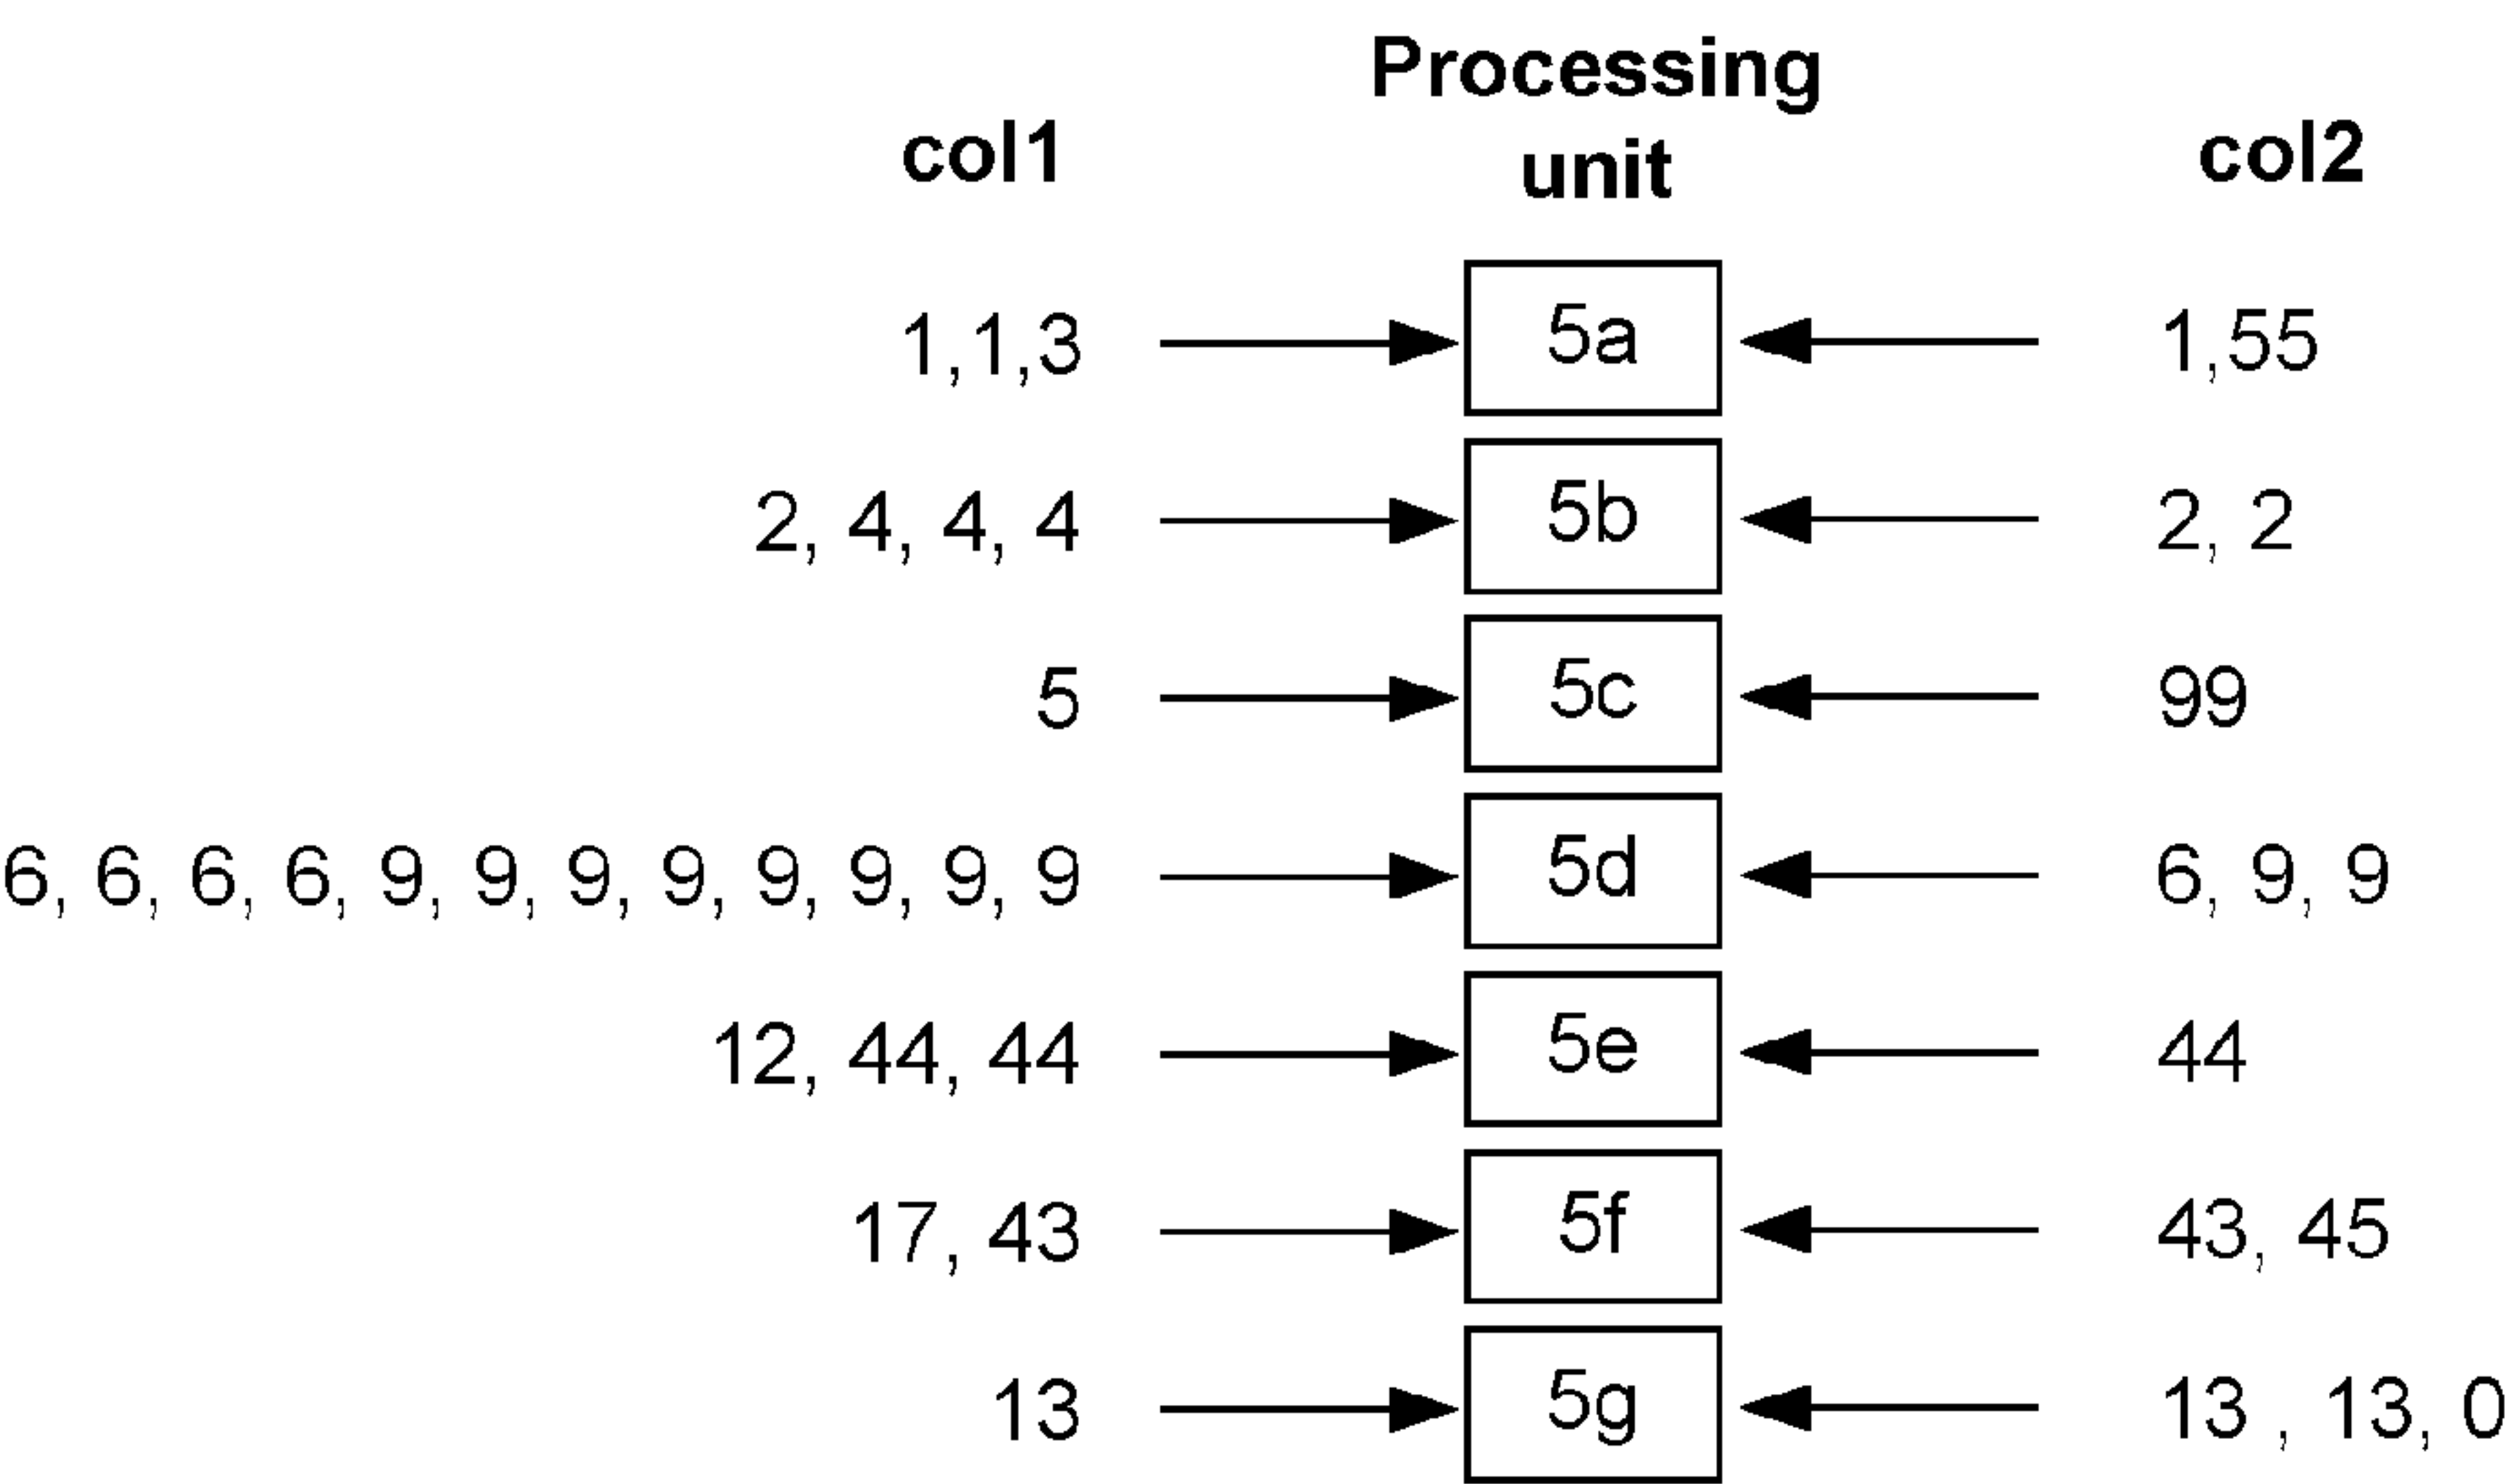 Processing
col1 unit col2
1,1,3 5a 1,55
2, 4, 4, 4 5b 2, 2
5 5c 99
6, 6, 6, 6, 9, 9, 9, 9, 9, 9, 9, 9 5d 6, 9, 9
12, 44, 44 5e 44
17, 43 5f 43, 45
13 5g 13 , 13, 0